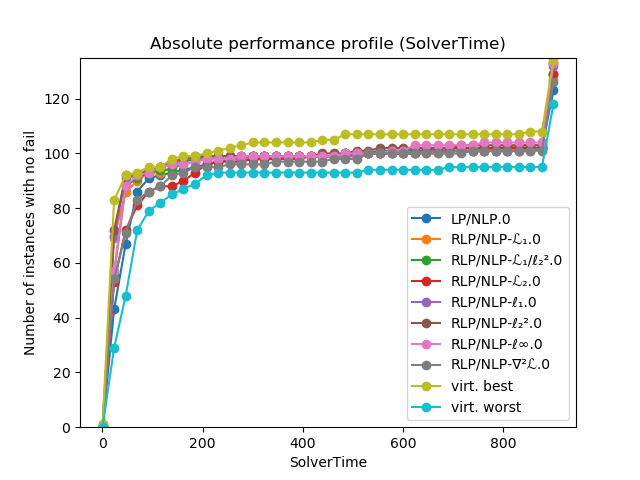 Absolute performance profile (SolverTime)
Number of instances with no fail
120
100
80
60
40
20
0
0 200 400 600 800
SolverTime
LP/NLP.0
RLP/NLP-ℒ₁.0
RLP/NLP-ℒ₁/ℓ₂².0
RLP/NLP-ℒ₂.0
RLP/NLP-ℓ₁.0
RLP/NLP-ℓ₂².0
RLP/NLP-ℓ∞.0
RLP/NLP-∇²ℒ.0
virt. best
virt. worst